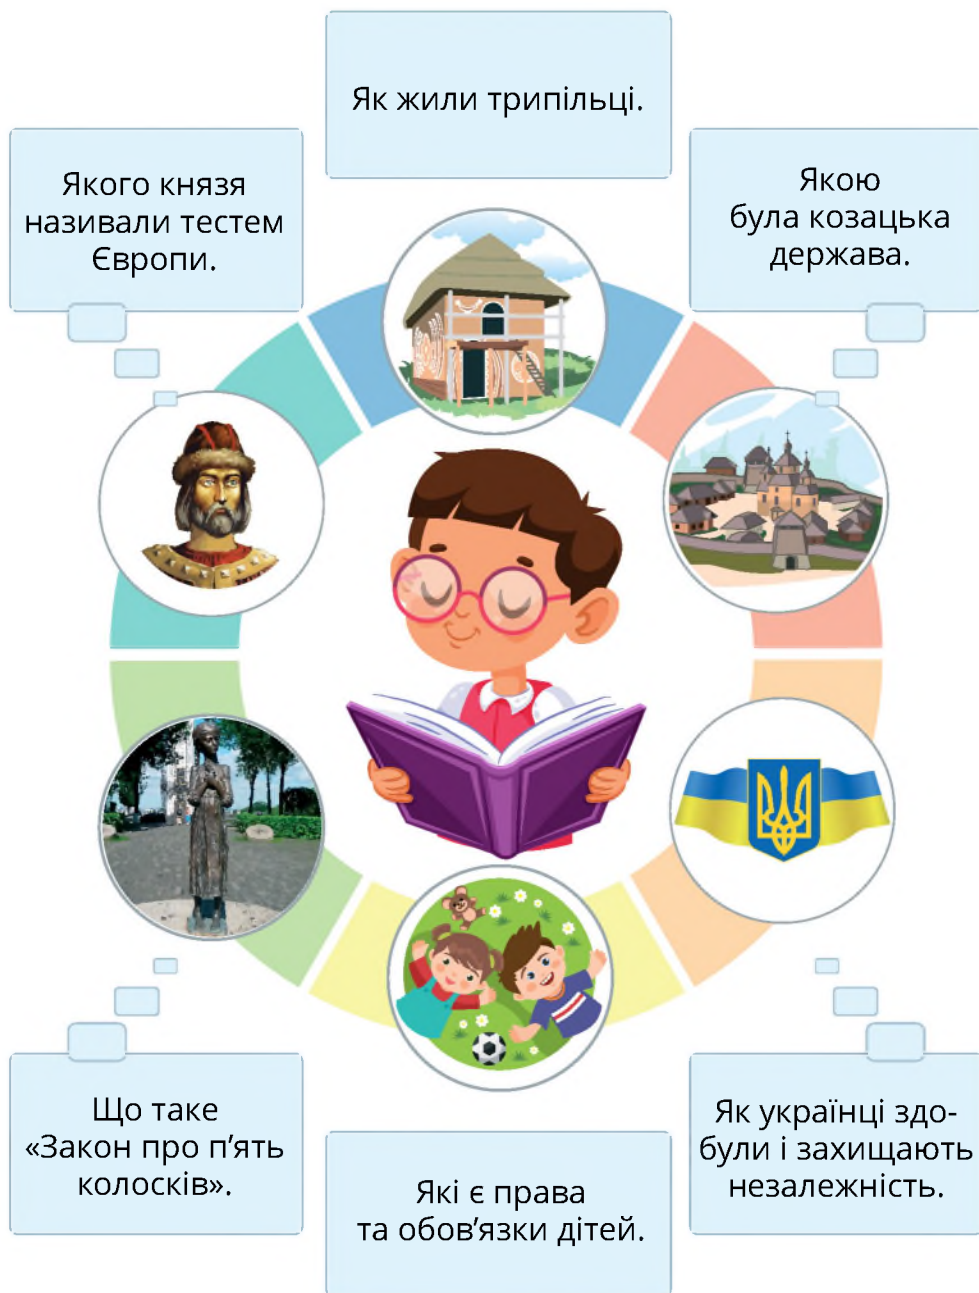 Як жили трипільці.
Якого князя
називали тестем
Європи.
Якою
була козацька
держава.
Що таке
«Закон про п’ять
колосків».
Які є права
та обов’язки дітей.
Як українці здо-
були і захищають
незалежність.